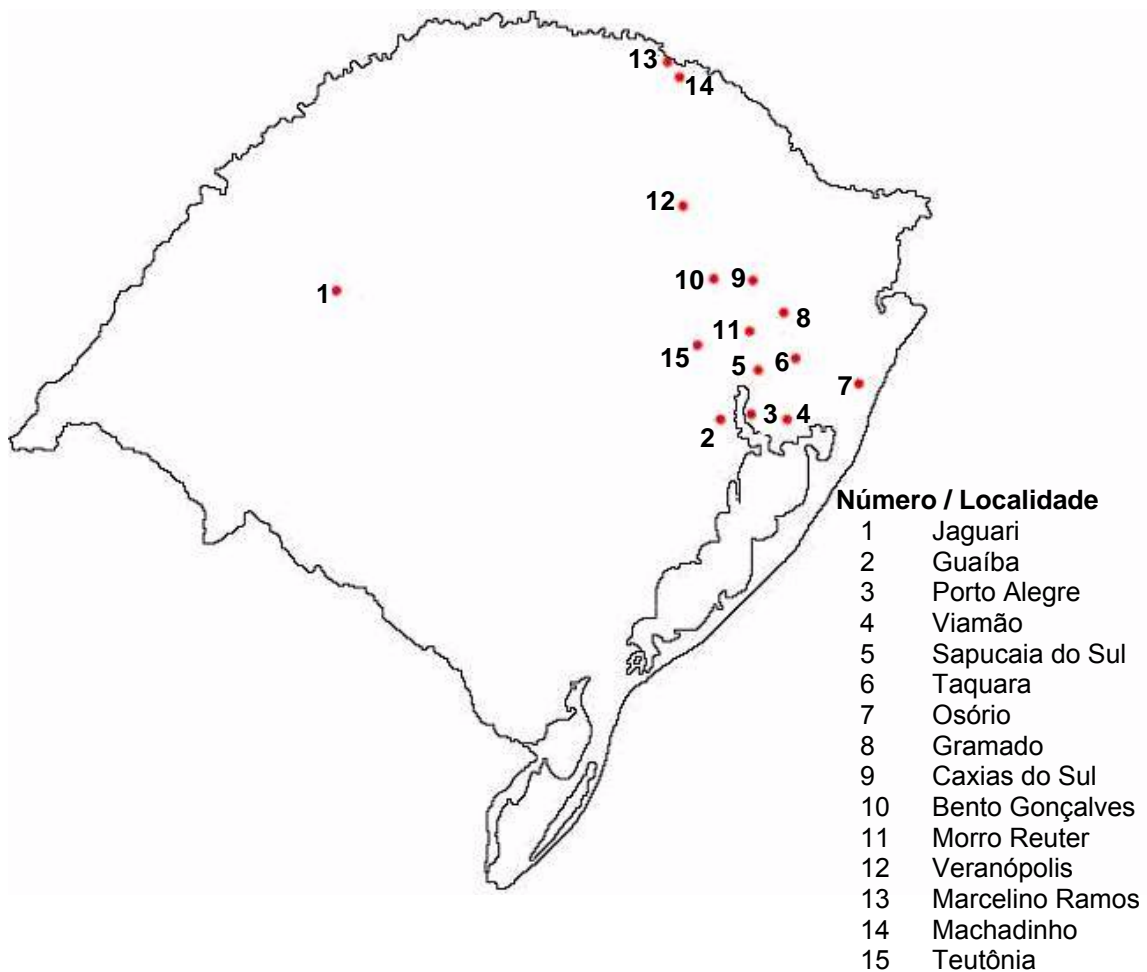 13
14
12
10
9
1
8
11
15
6
5
7
3
4
2
Número / Localidade
1 Jaguari
2 Guaíba
3 Porto Alegre
4 Viamão
5 Sapucaia do Sul
6 Taquara
7 Osório
8 Gramado
9 Caxias do Sul
10 Bento Gonçalves
11 Morro Reuter
12 Veranópolis
13 Marcelino Ramos
14 Machadinho
15 Teutônia